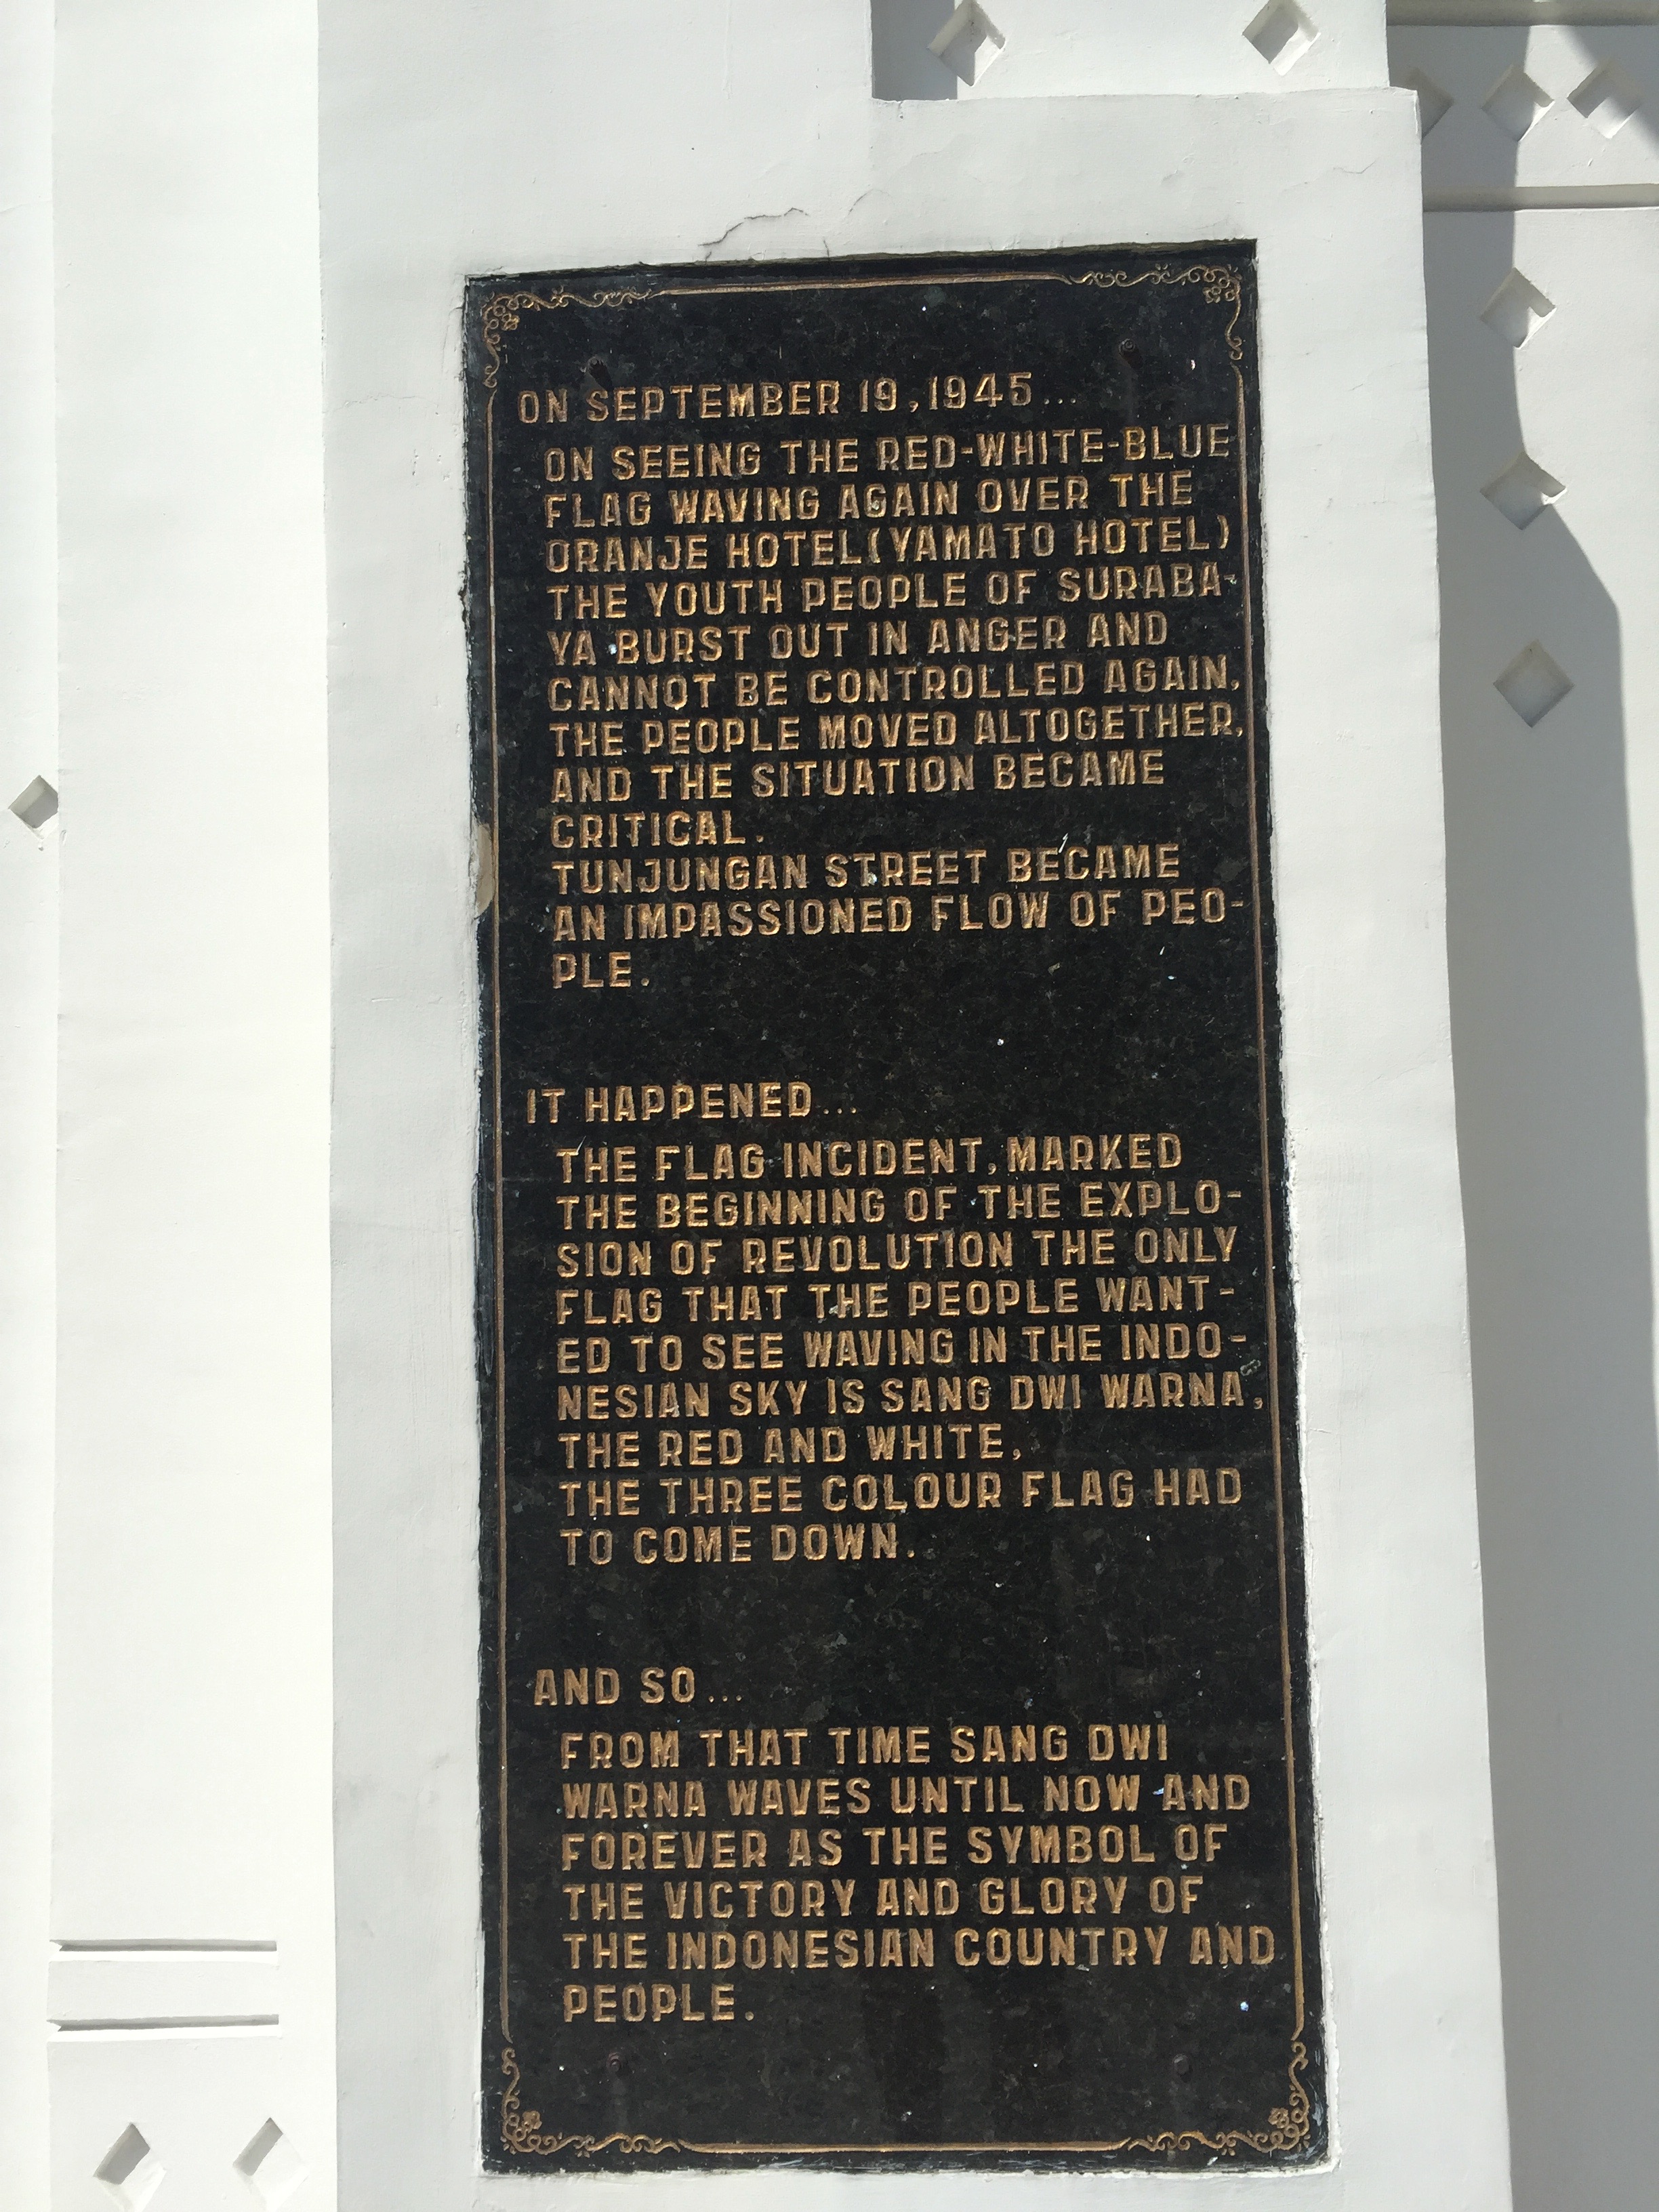 ON SEPTEMBER 19, 1945...
ON SEEING THE RED-WHITE-BLUE
FLAG WAVING AGAIN OVER THE
ORANJE HOTEL(YAMATO HOTEL)
THE YOUTH PEOPLE OF SURABA-
YA BURST OUT IN ANGER AND
CANNOT BE CONTROLLED AGAIN,
THE PEOPLE MOVED ALTOGETHER,
AND THE SITUATION BECAME
CRITICAL.
TUNJUNGAN STREET BECAME
AN IMPASSIONED FLOW OF PEO-
PLE.
IT HAPPENED...
THE FLAG INCIDENT, MARKED
THE BEGINNING OF THE EXPLO-
SION OF REVOLUTION THE ONLY
FLAG THAT THE PEOPLE WANT-
ED TO SEE WAVING IN THE INDO-
NESIAN SKY IS SANG DWI WARNA,
THE RED AND WHITE,
THE THREE COLOUR FLAG HAD
TO COME DOWN.
AND SO...
FROM THAT TIME SANG DWI
WARNA WAVES UNTIL NOW AND
FOREVER AS THE SYMBOL OF
THE VICTORY AND GLORY OF
THE INDONESIAN COUNTRY AND
PEOPLE.